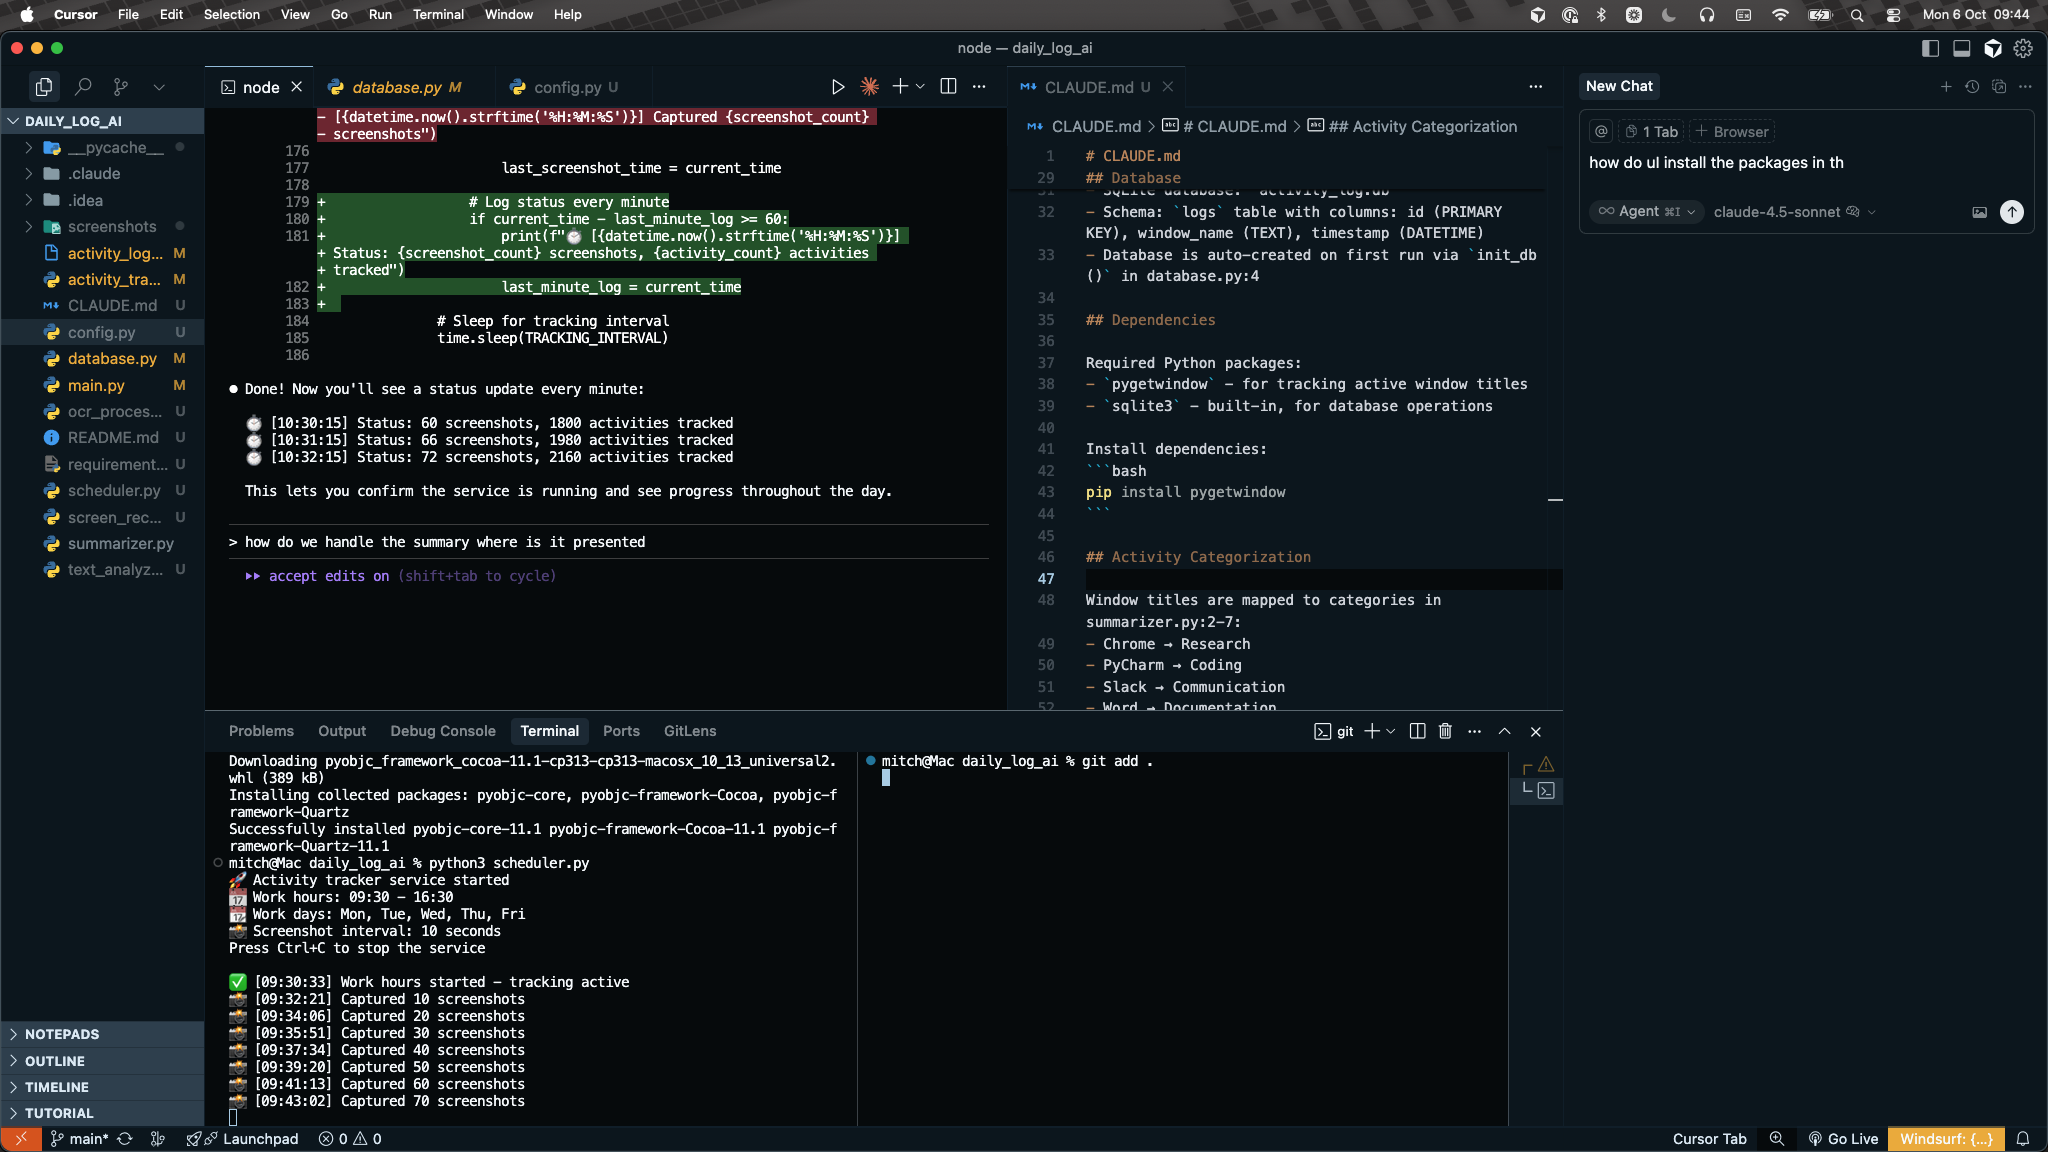 Cursor File Edit Selection View Go Run Terminal Window Help
Mon 6 Oct 09:44
node — daily_log_ai
DAILY_LOG_AI
__pycache__
.claude
.idea
screenshots
activity_log... M
activity_tra... M
CLAUDE.md U
config.py U
database.py M
main.py M
ocr_proces... U
README.md U
requirement... U
scheduler.py U
screen_rec... U
summarizer.py
text_analyz... U
NOTEPADS
OUTLINE
TIMELINE
TUTORIAL
node
database.py M
config.py U
- [{datetime.now().strftime('%H:%M:%S')}] Captured {screenshot_count}
- screenshots")
176
177 last_screenshot_time = current_time
178
179 + # Log status every minute
180 + if current_time - last_minute_log >= 60:
181 + print(f"⏱️ [{datetime.now().strftime('%H:%M:%S')}]
+ Status: {screenshot_count} screenshots, {activity_count} activities
+ tracked")
182 + last_minute_log = current_time
183 +
184 # Sleep for tracking interval
185 time.sleep(TRACKING_INTERVAL)
186
● Done! Now you'll see a status update every minute:
⏱️ [10:30:15] Status: 60 screenshots, 1800 activities tracked
⏱️ [10:31:15] Status: 66 screenshots, 1980 activities tracked
⏱️ [10:32:15] Status: 72 screenshots, 2160 activities tracked
This lets you confirm the service is running and see progress throughout the day.
> how do we handle the summary where is it presented
⏵⏵ accept edits on (shift+tab to cycle)
CLAUDE.md U
CLAUDE.md > # CLAUDE.md > ## Activity Categorization
1 # CLAUDE.md
29 ## Database
31 - SQLite database: `activity_log.db`
32 - Schema: `logs` table with columns: id (PRIMARY
KEY), window_name (TEXT), timestamp (DATETIME)
33 - Database is auto-created on first run via `init_db
()` in database.py:4
34
35 ## Dependencies
36
37 Required Python packages:
38 - `pygetwindow` - for tracking active window titles
39 - `sqlite3` - built-in, for database operations
40
41 Install dependencies:
42 ```bash
43 pip install pygetwindow
44 ```
45
46 ## Activity Categorization
47
48 Window titles are mapped to categories in
summarizer.py:2-7:
49 - Chrome → Research
50 - PyCharm → Coding
51 - Slack → Communication
52 - Word → Documentation
New Chat
@ 1 Tab + Browser
how do uI install the packages in th
∞ Agent ⌘I claude-4.5-sonnet
Problems Output Debug Console Terminal Ports GitLens
git
Downloading pyobjc_framework_cocoa-11.1-cp313-cp313-macosx_10_13_universal2.
whl (389 kB)
Installing collected packages: pyobjc-core, pyobjc-framework-Cocoa, pyobjc-f
ramework-Quartz
Successfully installed pyobjc-core-11.1 pyobjc-framework-Cocoa-11.1 pyobjc-f
ramework-Quartz-11.1
mitch@Mac daily_log_ai % python3 scheduler.py
🚀 Activity tracker service started
📅 Work hours: 09:30 - 16:30
📆 Work days: Mon, Tue, Wed, Thu, Fri
📸 Screenshot interval: 10 seconds
Press Ctrl+C to stop the service
✅ [09:30:33] Work hours started - tracking active
📸 [09:32:21] Captured 10 screenshots
📸 [09:34:06] Captured 20 screenshots
📸 [09:35:51] Captured 30 screenshots
📸 [09:37:34] Captured 40 screenshots
📸 [09:39:20] Captured 50 screenshots
📸 [09:41:13] Captured 60 screenshots
📸 [09:43:02] Captured 70 screenshots
mitch@Mac daily_log_ai % git add .
main* Launchpad 0 0
Cursor Tab Go Live Windsurf: {...}